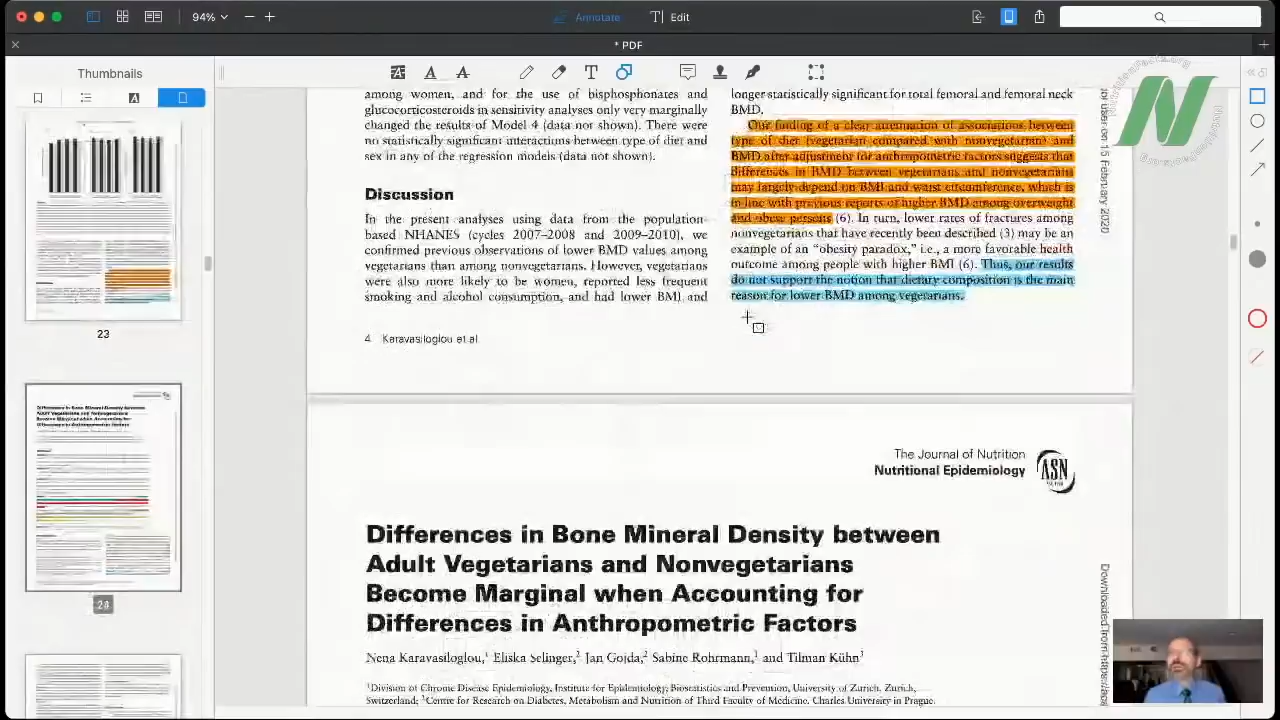 94%
Annotate
Edit
* PDF
Thumbnails
NutritionFacts.org
among women, and for the use of bisphosphonates and
glucocorticosteroids in sensitivity analysis only very marginally
changed the results of Model 4 (data not shown). There were
no statistically significant interactions between type of diet and
sex in any of the regression models (data not shown).
Discussion
In the present analyses using data from the population-
based NHANES (cycles 2007–2008 and 2009–2010), we
confirmed previous observations of lower BMD values among
vegetarians than among nonvegetarians. However, vegetarians
were also more likely to be women, reported less frequent
smoking and alcohol consumption, and had lower BMI and
longer statistically significant for total femoral and femoral neck
BMD.
Our finding of a clear attenuation of associations between
type of diet (vegetarian compared with nonvegetarian) and
BMD after adjustment for anthropometric factors suggests that
differences in BMD between vegetarians and nonvegetarians
may largely depend on BMI and waist circumference, which is
in line with previous reports of higher BMD among overweight
and obese persons (6). In turn, lower rates of fractures among
nonvegetarians that have recently been described (3) may be an
example of an “obesity paradox,” i.e., a more favorable health
outcome among people with higher BMI (6). Thus, our results
do not support the notion that dietary composition is the main
reason for lower BMD among vegetarians.
on 15 February 2020
4 Karavasiloglou et al
23
24
The Journal of Nutrition
Nutritional Epidemiology
ASN
Differences in Bone Mineral Density between
Adult Vegetarians and Nonvegetarians
Become Marginal when Accounting for
Differences in Anthropometric Factors
Nena Karavasiloglou,1 Eliska Selinger,2 Jan Gojda,2 Sabine Rohrmann,1 and Tilman Kühn3
1Division of Chronic Disease Epidemiology, Institute for Epidemiology, Biostatistics and Prevention, University of Zurich, Zurich,
Switzerland 2Centre for Research on Diabetes, Metabolism and Nutrition of Third Faculty of Medicine, Charles University in Prague
Downloaded from https://